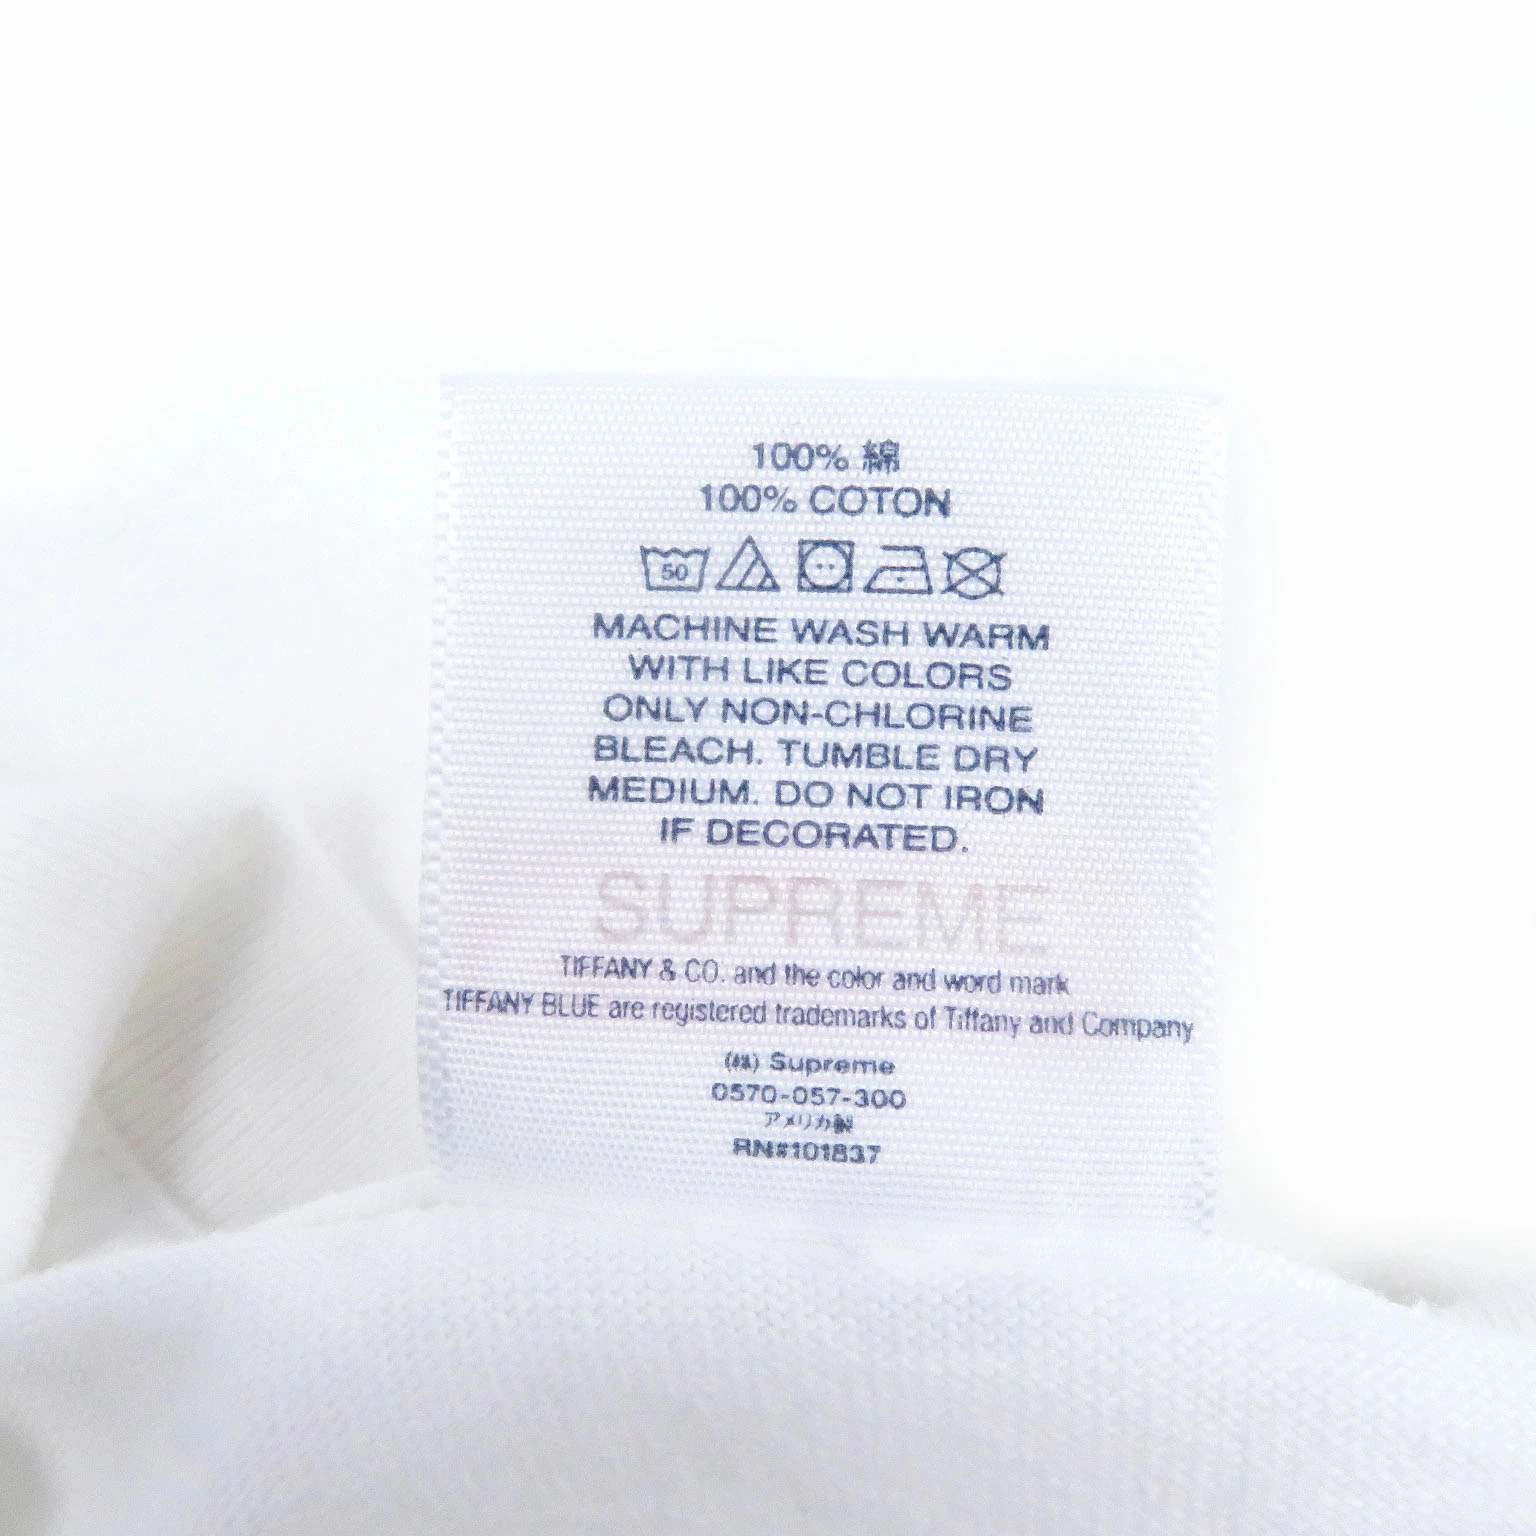 100% 綿
100% COTON
50
MACHINE WASH WARM
WITH LIKE COLORS
ONLY NON-CHLORINE
BLEACH. TUMBLE DRY
MEDIUM. DO NOT IRON
IF DECORATED.
SUPREME
TIFFANY & CO. and the color and word mark
TIFFANY BLUE are registered trademarks of Tiffany and Company
(株) Supreme
0570-057-300
アメリカ製
RN#101837